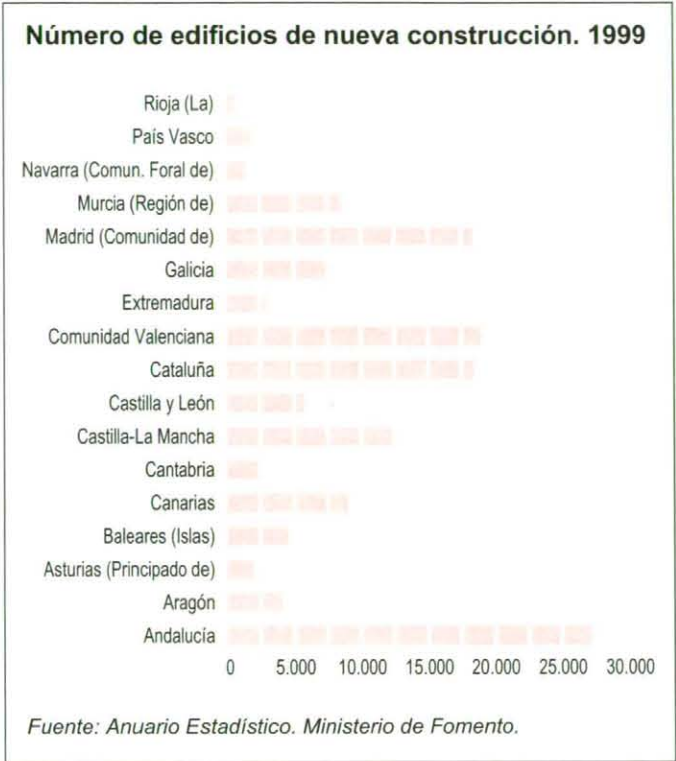 Número de edificios de nueva construcción. 1999
Rioja (La)
País Vasco
Navarra (Comun. Foral de)
Murcia (Región de)
Madrid (Comunidad de)
Galicia
Extremadura
Comunidad Valenciana
Cataluña
Castilla y León
Castilla-La Mancha
Cantabria
Canarias
Baleares (Islas)
Asturias (Principado de)
Aragón
Andalucía
0 5.000 10.000 15.000 20.000 25.000 30.000
Fuente: Anuario Estadístico. Ministerio de Fomento.